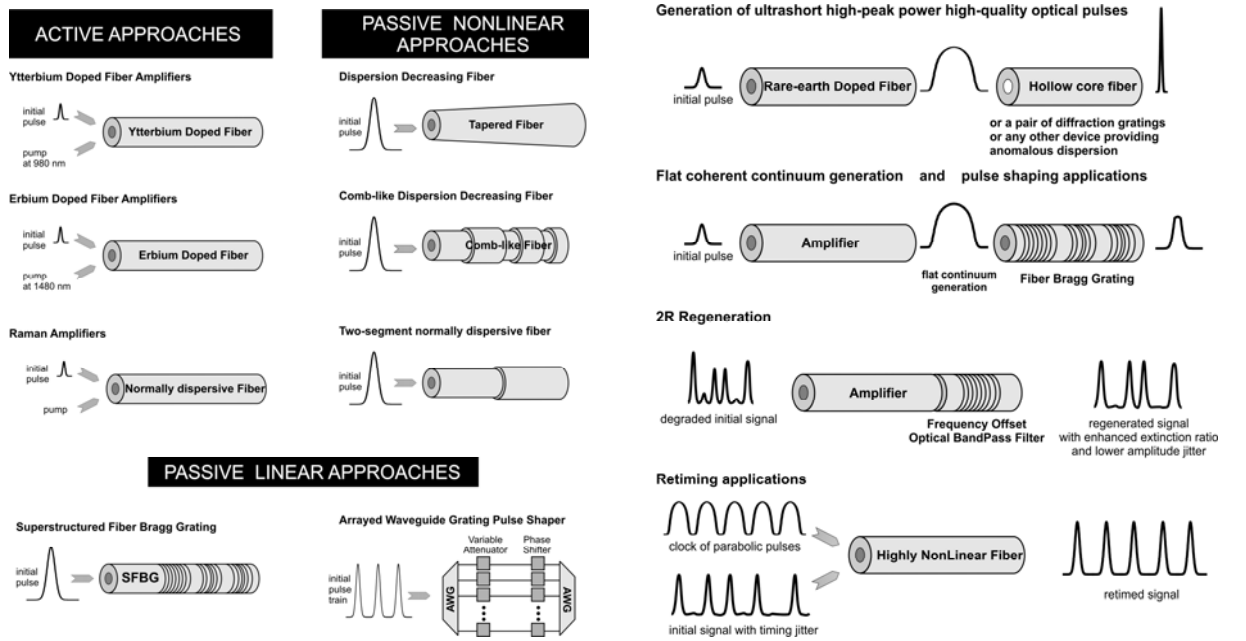 ACTIVE APPROACHES
Ytterbium Doped Fiber Amplifiers
initial
pulse
pump
at 980 nm
Ytterbium Doped Fiber
Erbium Doped Fiber Amplifiers
initial
pulse
pump
at 1480 nm
Erbium Doped Fiber
Raman Amplifiers
initial
pulse
pump
Normally dispersive Fiber
PASSIVE NONLINEAR
APPROACHES
Dispersion Decreasing Fiber
initial
pulse
Tapered Fiber
Comb-like Dispersion Decreasing Fiber
initial
pulse
Comb-like Fiber
Two-segment normally dispersive fiber
initial
pulse
PASSIVE LINEAR APPROACHES
Superstructured Fiber Bragg Grating
initial
pulse
SFBG
Arrayed Waveguide Grating Pulse Shaper
Variable
Attenuator
Phase
Shifter
initial
pulse
train
AWG
AWG
Generation of ultrashort high-peak power high-quality optical pulses
initial pulse
Rare-earth Doped Fiber
Hollow core fiber
or a pair of diffraction gratings
or any other device providing
anomalous dispersion
Flat coherent continuum generation and pulse shaping applications
initial pulse
Amplifier
flat continuum
generation
Fiber Bragg Grating
2R Regeneration
degraded initial signal
Amplifier
Frequency Offset
Optical BandPass Filter
regenerated signal
with enhanced extinction ratio
and lower amplitude jitter
Retiming applications
clock of parabolic pulses
initial signal with timing jitter
Highly NonLinear Fiber
retimed signal